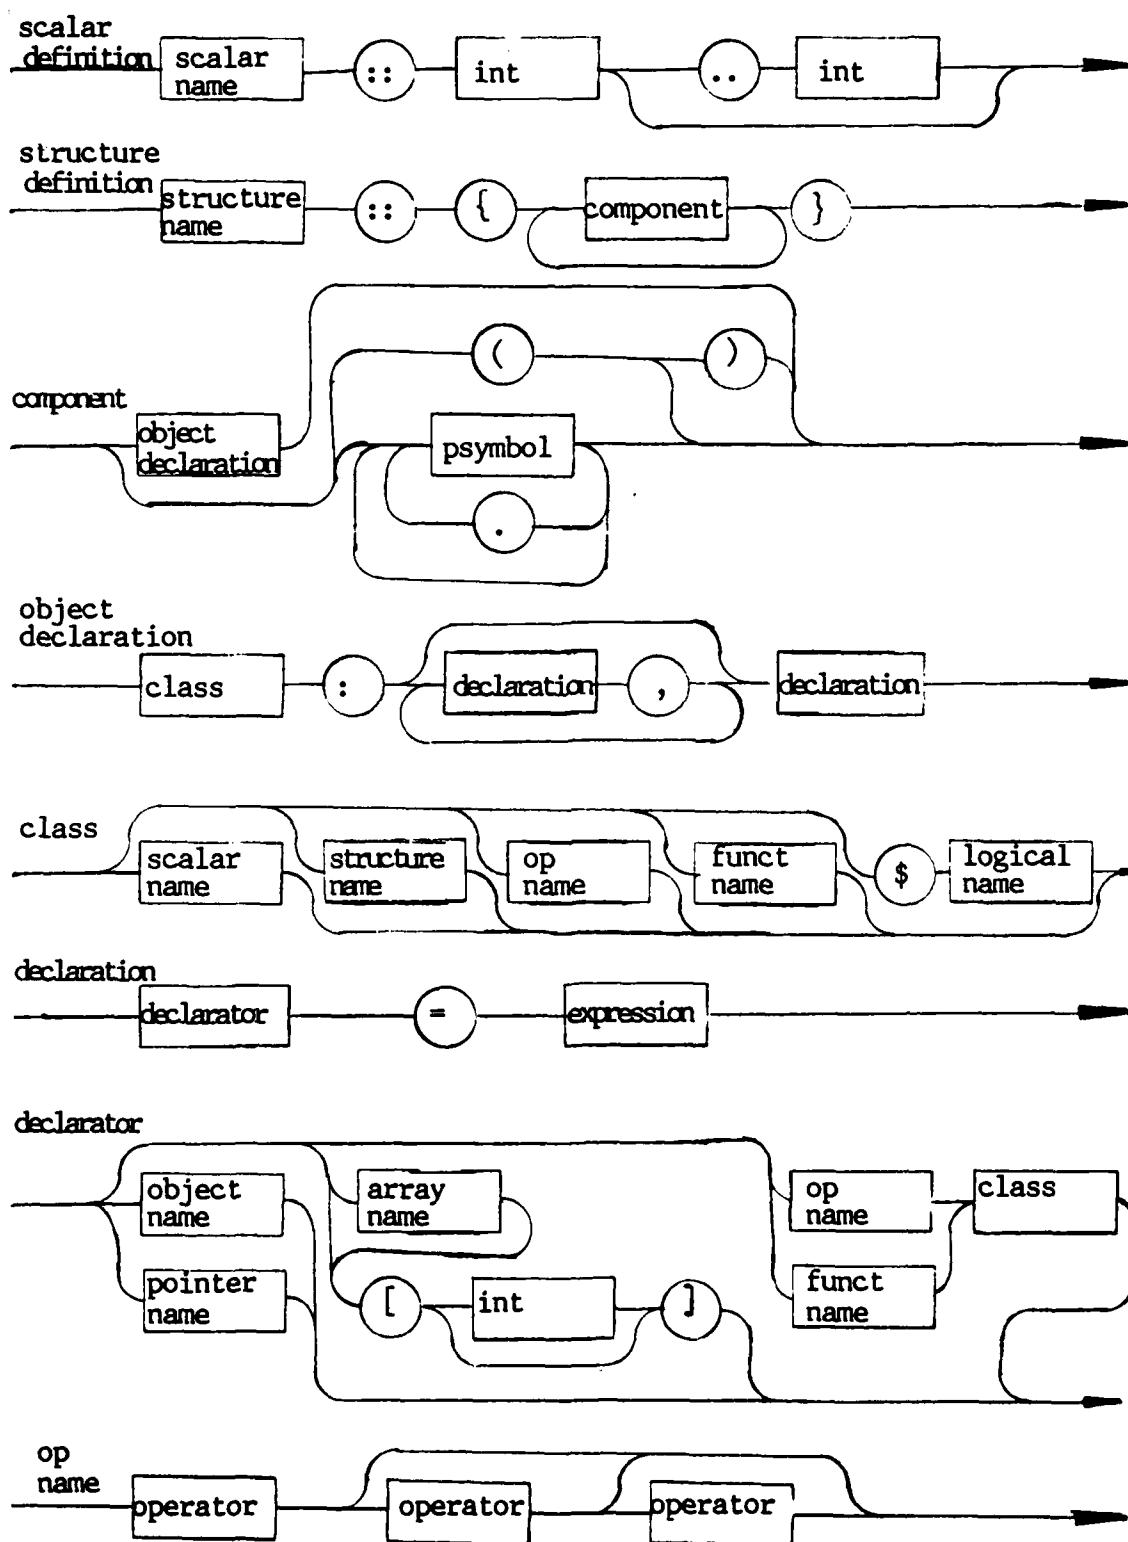 scalar
definition
scalar
name
::
int
..
int
structure
definition
structure
name
::
{
component
}
(
)
component
object
declaration
psymbol
.
object
declaration
class
:
declaration
,
declaration
class
scalar
name
structure
name
op
name
funct
name
$
logical
name
declaration
declarator
=
expression
declarator
object
name
array
name
op
name
class
pointer
name
[
int
]
funct
name
op
name
operator
operator
operator